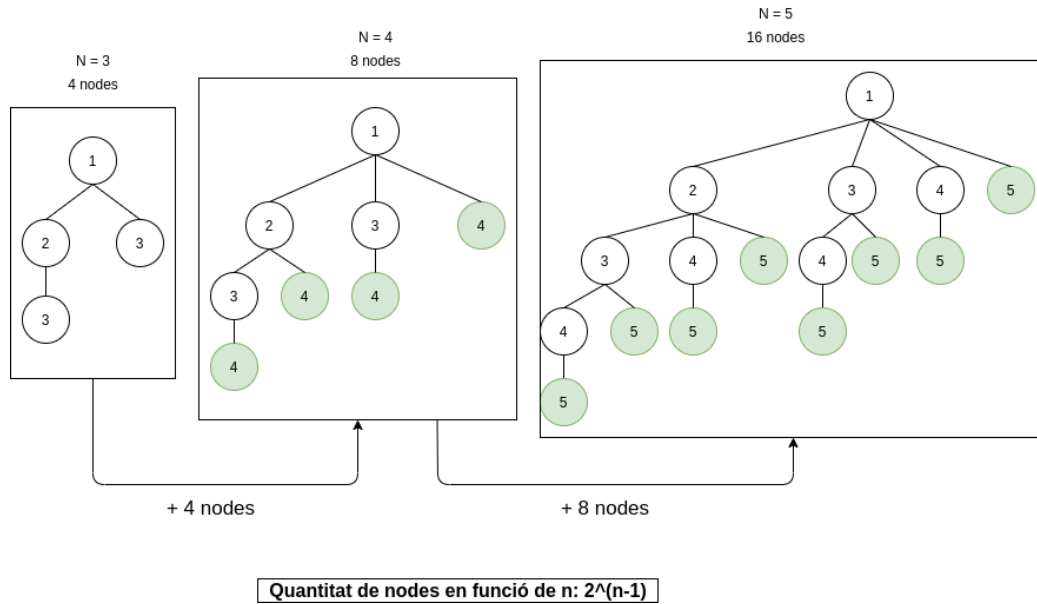 N = 3
4 nodes
1
2 3
3
N = 4
8 nodes
1
2 3 4
3 4 4
4
N = 5
16 nodes
1
2 3 4 5
3 4 5 4 5 5
4 5 5 5
5
+ 4 nodes
+ 8 nodes
Quantitat de nodes en funció de n: 2^(n-1)